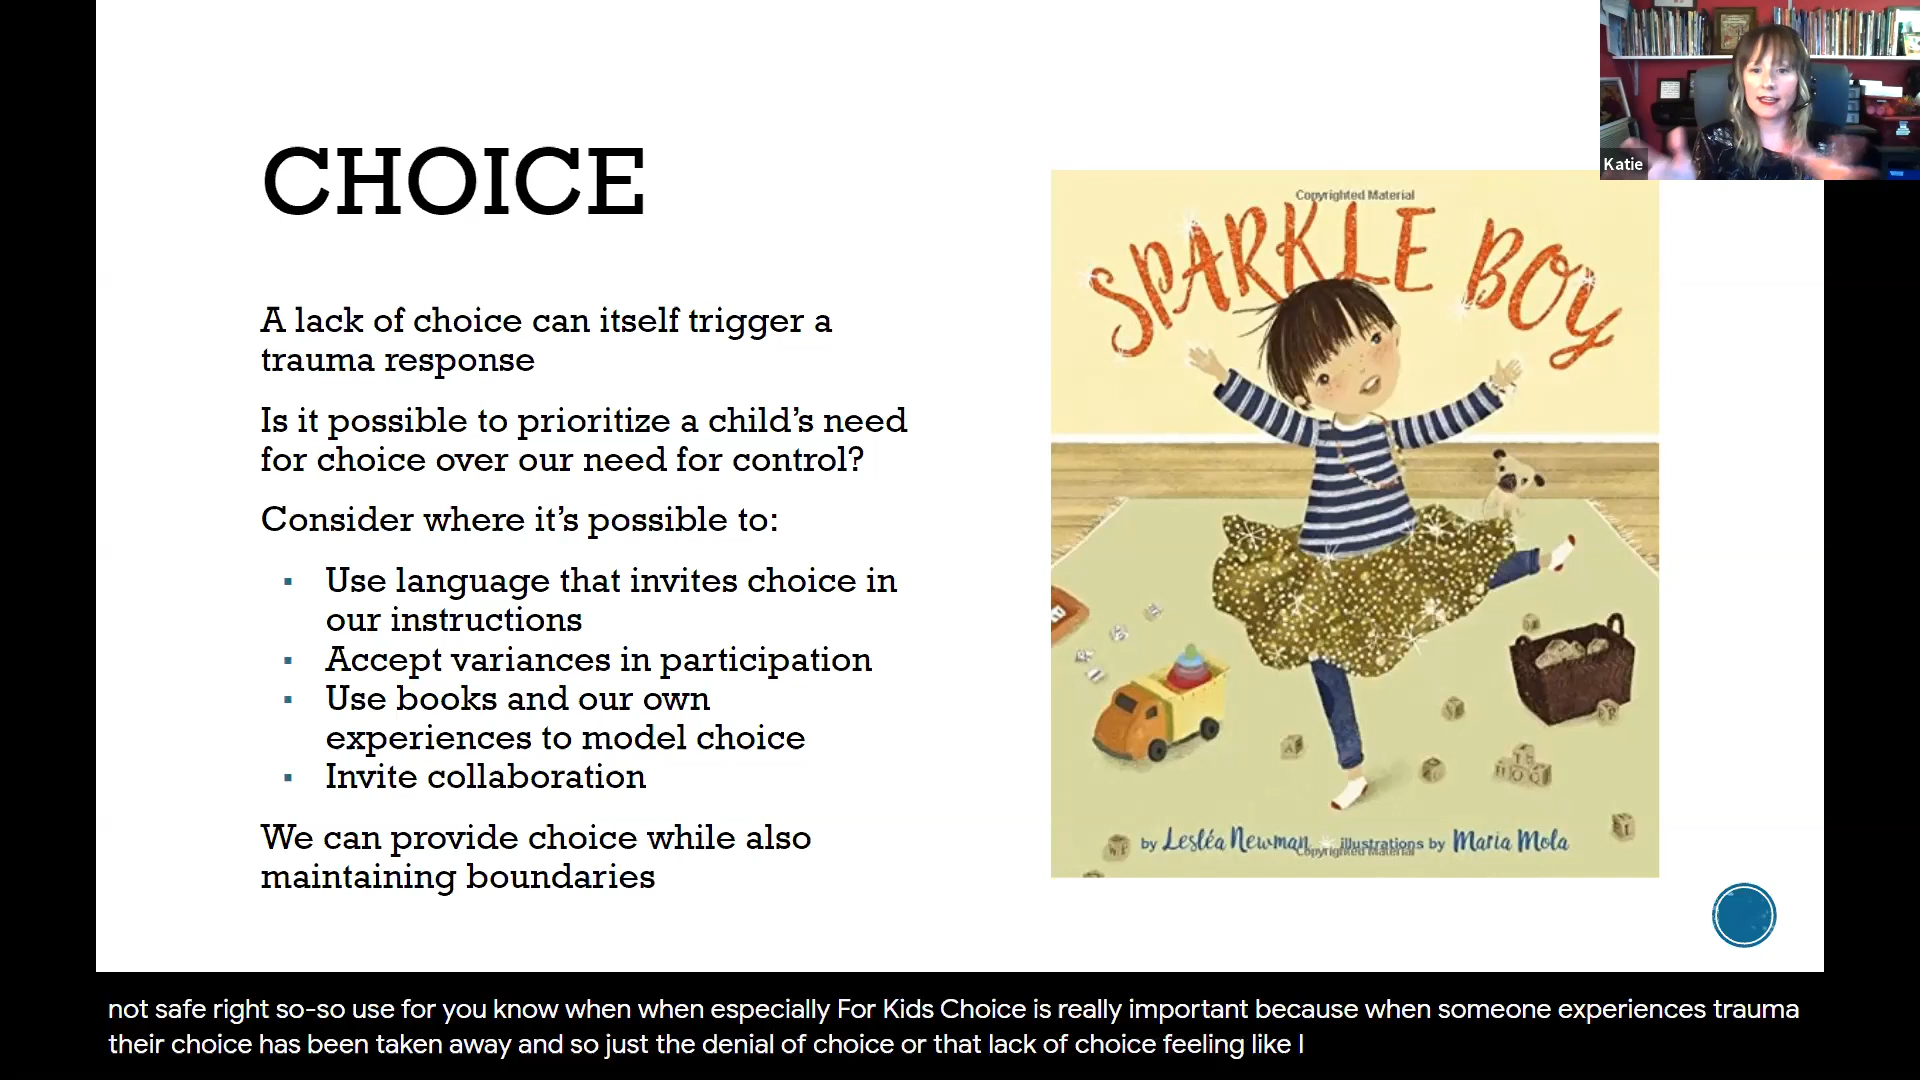 Katie
CHOICE
A lack of choice can itself trigger a
trauma response
Is it possible to prioritize a child's need
for choice over our need for control?
Consider where it's possible to:
▪ Use language that invites choice in
our instructions
▪ Accept variances in participation
▪ Use books and our own
experiences to model choice
▪ Invite collaboration
We can provide choice while also
maintaining boundaries
Copyrighted Material
SPARKLE BOY
by Lesléa Newman illustrations by Maria Mola
Copyrighted Material
not safe right so-so use for you know when when especially For Kids Choice is really important because when someone experiences trauma
their choice has been taken away and so just the denial of choice or that lack of choice feeling like I